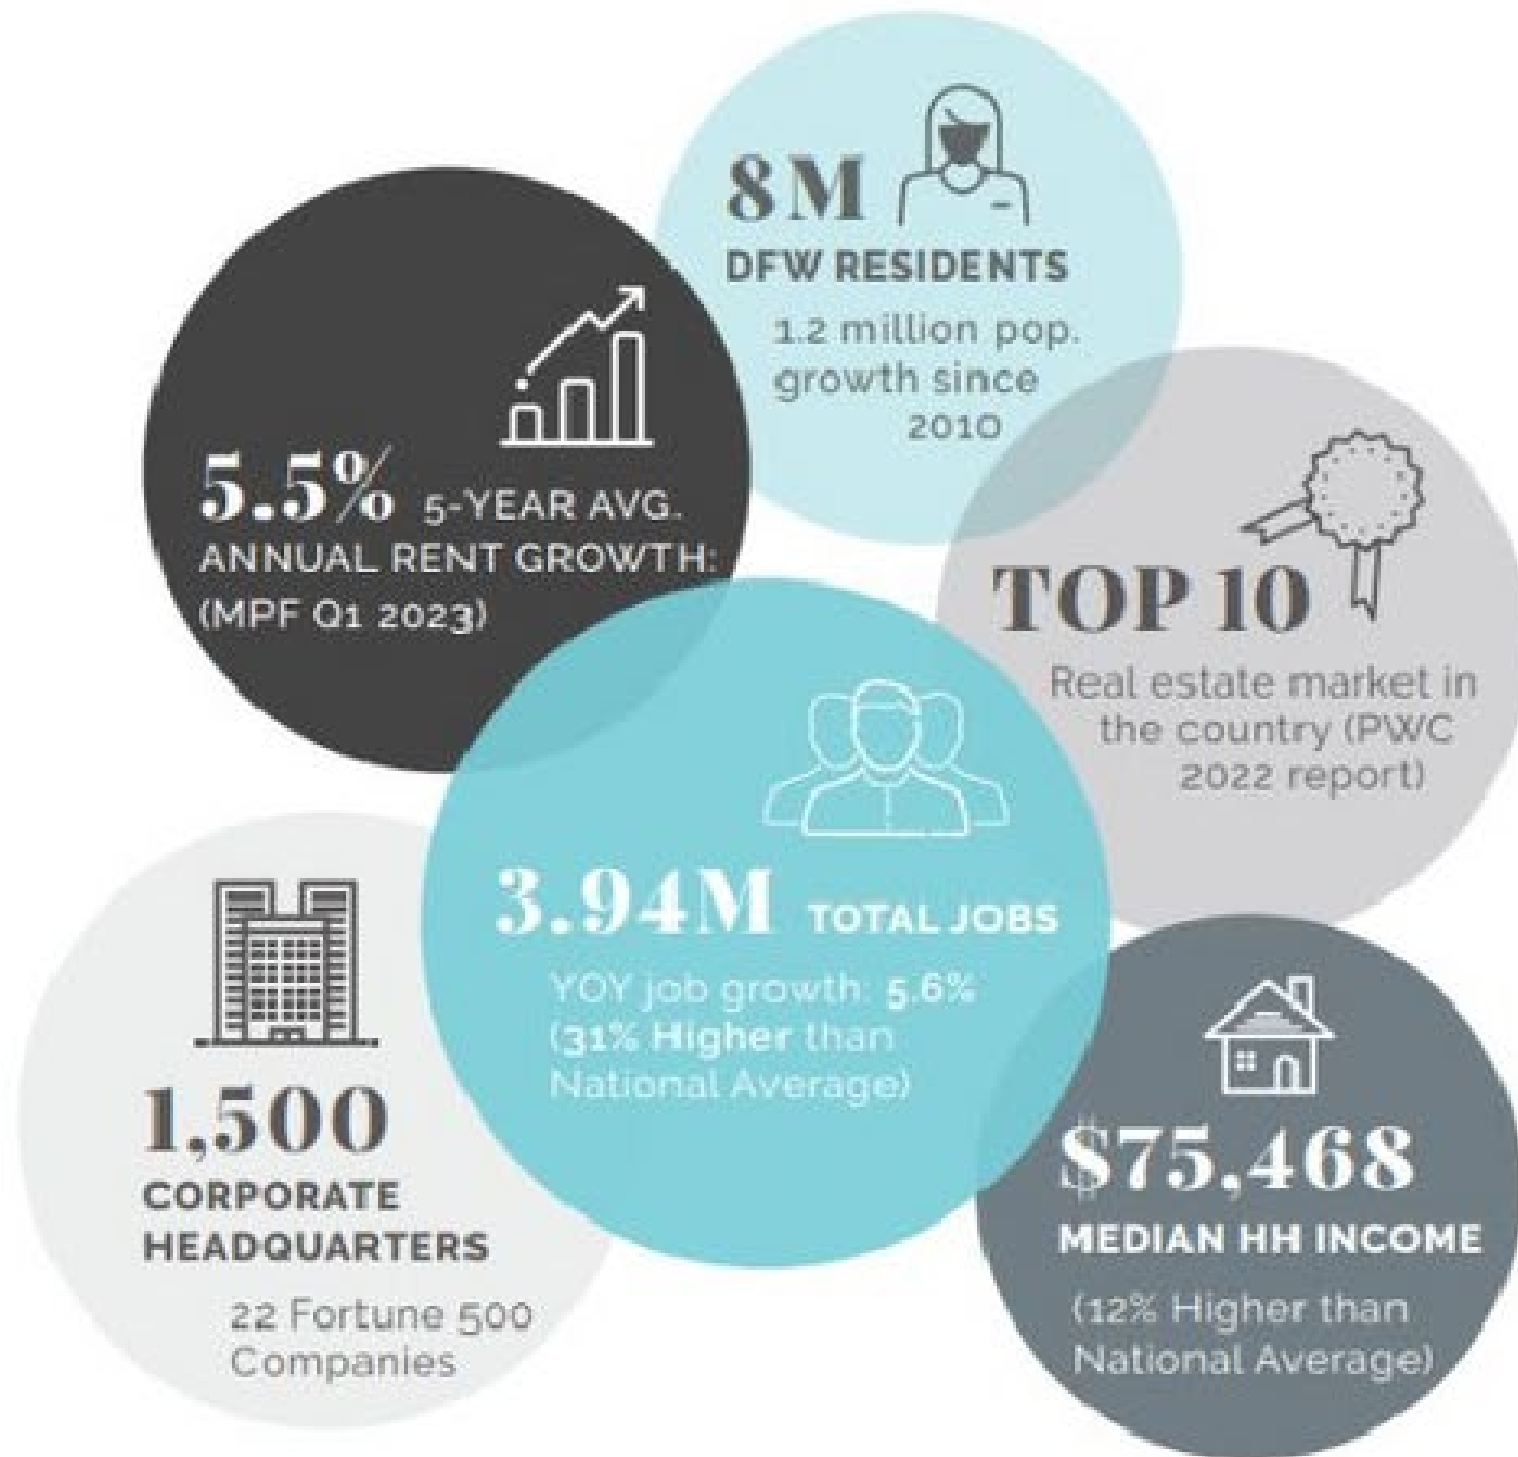 8M
DFW RESIDENTS
1.2 million pop.
growth since
2010
5.5% 5-YEAR AVG.
ANNUAL RENT GROWTH:
(MPF Q1 2023)
TOP 10
Real estate market in
the country (PWC
2022 report)
3.94M TOTAL JOBS
YOY job growth: 5.6%
(31% Higher than
National Average)
1,500
CORPORATE
HEADQUARTERS
22 Fortune 500
Companies
$75,468
MEDIAN HH INCOME
(12% Higher than
National Average)